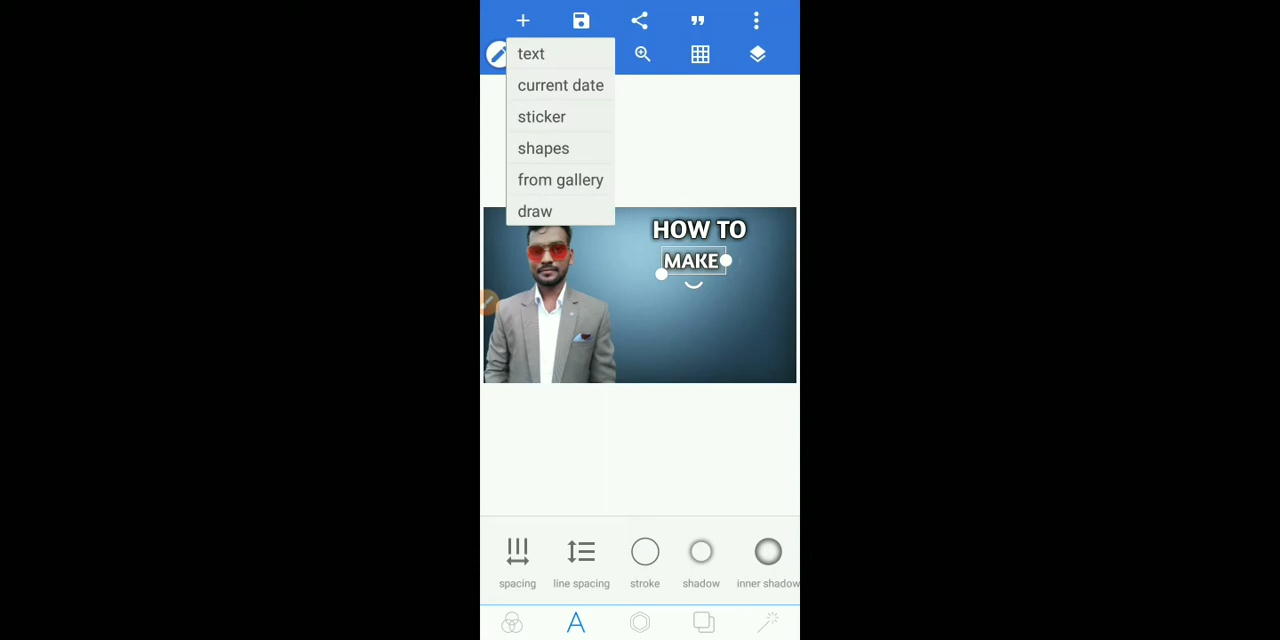 text
current date
sticker
shapes
from gallery
draw
HOW TO
MAKE
spacing
line spacing
stroke
shadow
inner shadow